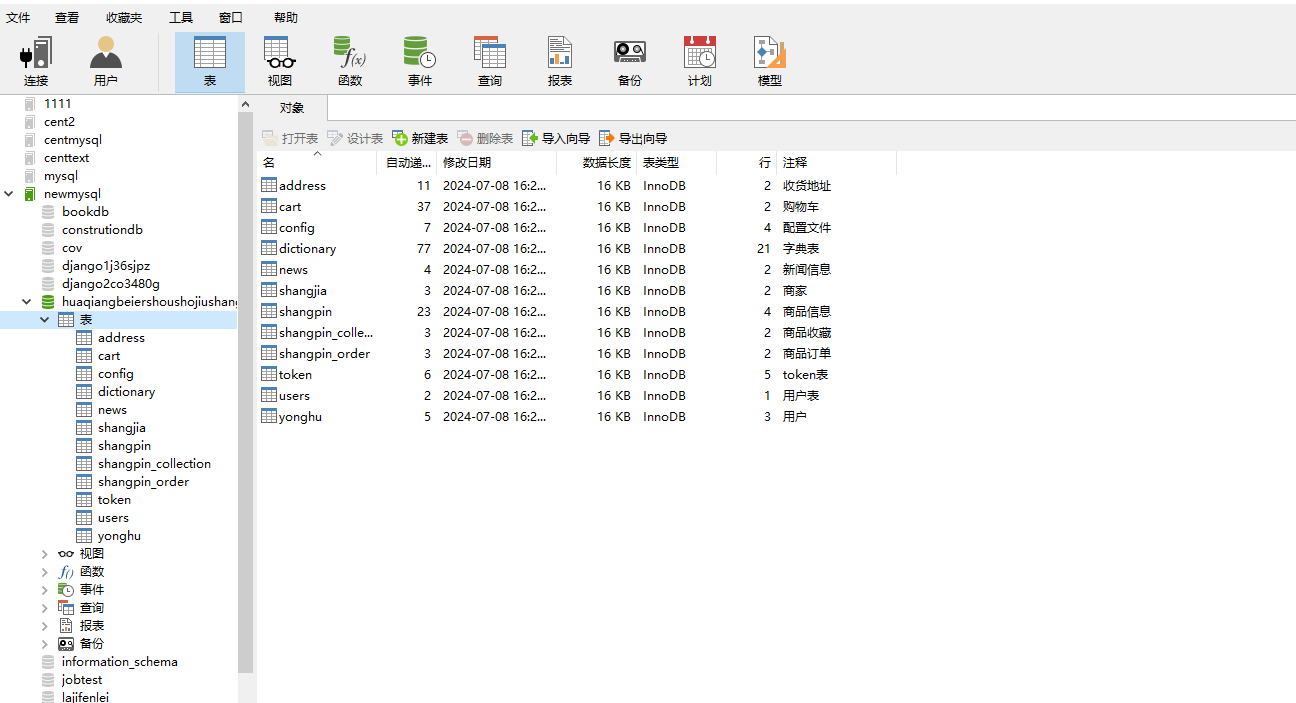 文件 查看 收藏夹 工具 窗口 帮助
连接 用户 表 视图 函数 事件 查询 报表 备份 计划 模型
1111
cent2
centmysql
centtext
mysql
newmysql
bookdb
construtiondb
cov
django1j36sjpz
django2co3480g
huaqiangbeiershoushojiushang
表
address
cart
config
dictionary
news
shangjia
shangpin
shangpin_collection
shangpin_order
token
users
yonghu
视图
函数
事件
查询
报表
备份
information_schema
jobtest
lajifenlei
对象
打开表 设计表 新建表 删除表 导入向导 导出向导
名 自动递... 修改日期 数据长度 表类型 行 注释
address 11 2024-07-08 16:2... 16 KB InnoDB 2 收货地址
cart 37 2024-07-08 16:2... 16 KB InnoDB 2 购物车
config 7 2024-07-08 16:2... 16 KB InnoDB 4 配置文件
dictionary 77 2024-07-08 16:2... 16 KB InnoDB 21 字典表
news 4 2024-07-08 16:2... 16 KB InnoDB 2 新闻信息
shangjia 3 2024-07-08 16:2... 16 KB InnoDB 2 商家
shangpin 23 2024-07-08 16:2... 16 KB InnoDB 4 商品信息
shangpin_colle... 3 2024-07-08 16:2... 16 KB InnoDB 2 商品收藏
shangpin_order 3 2024-07-08 16:2... 16 KB InnoDB 2 商品订单
token 6 2024-07-08 16:2... 16 KB InnoDB 5 token表
users 2 2024-07-08 16:2... 16 KB InnoDB 1 用户表
yonghu 5 2024-07-08 16:2... 16 KB InnoDB 3 用户